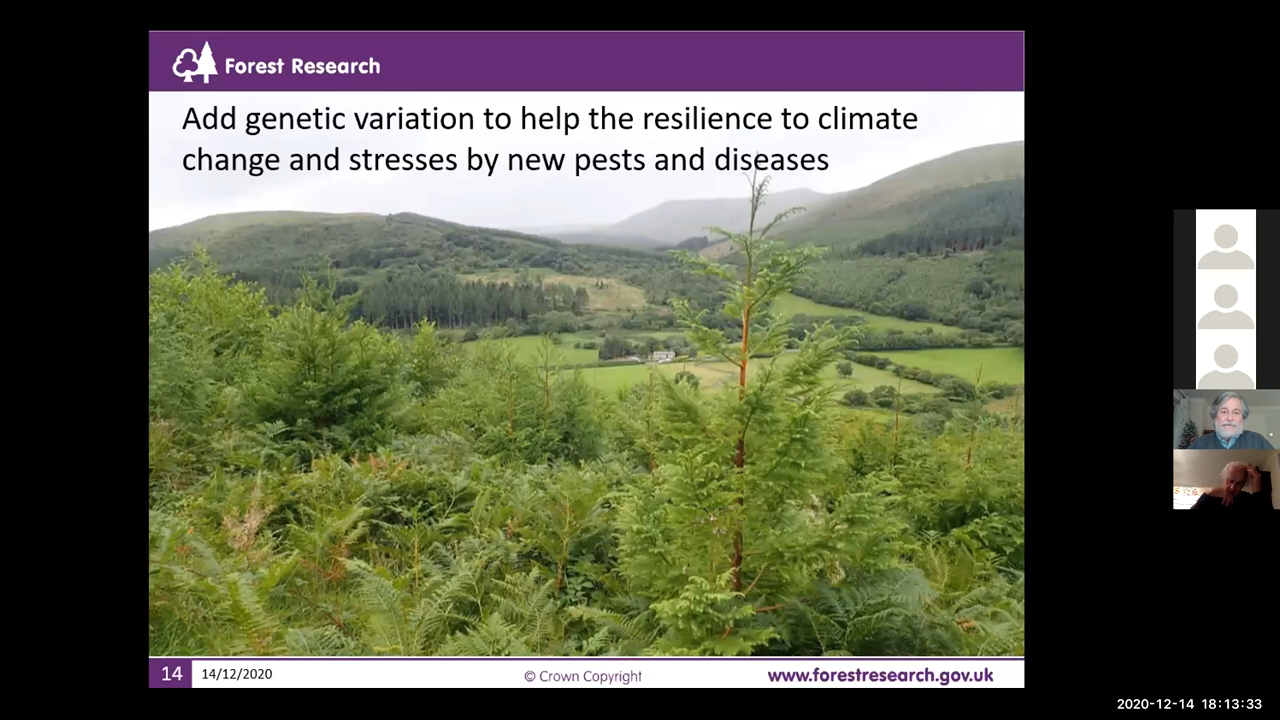 Forest Research
Add genetic variation to help the resilience to climate
change and stresses by new pests and diseases
14
14/12/2020
© Crown Copyright
www.forestresearch.gov.uk
2020-12-14 18:13:33